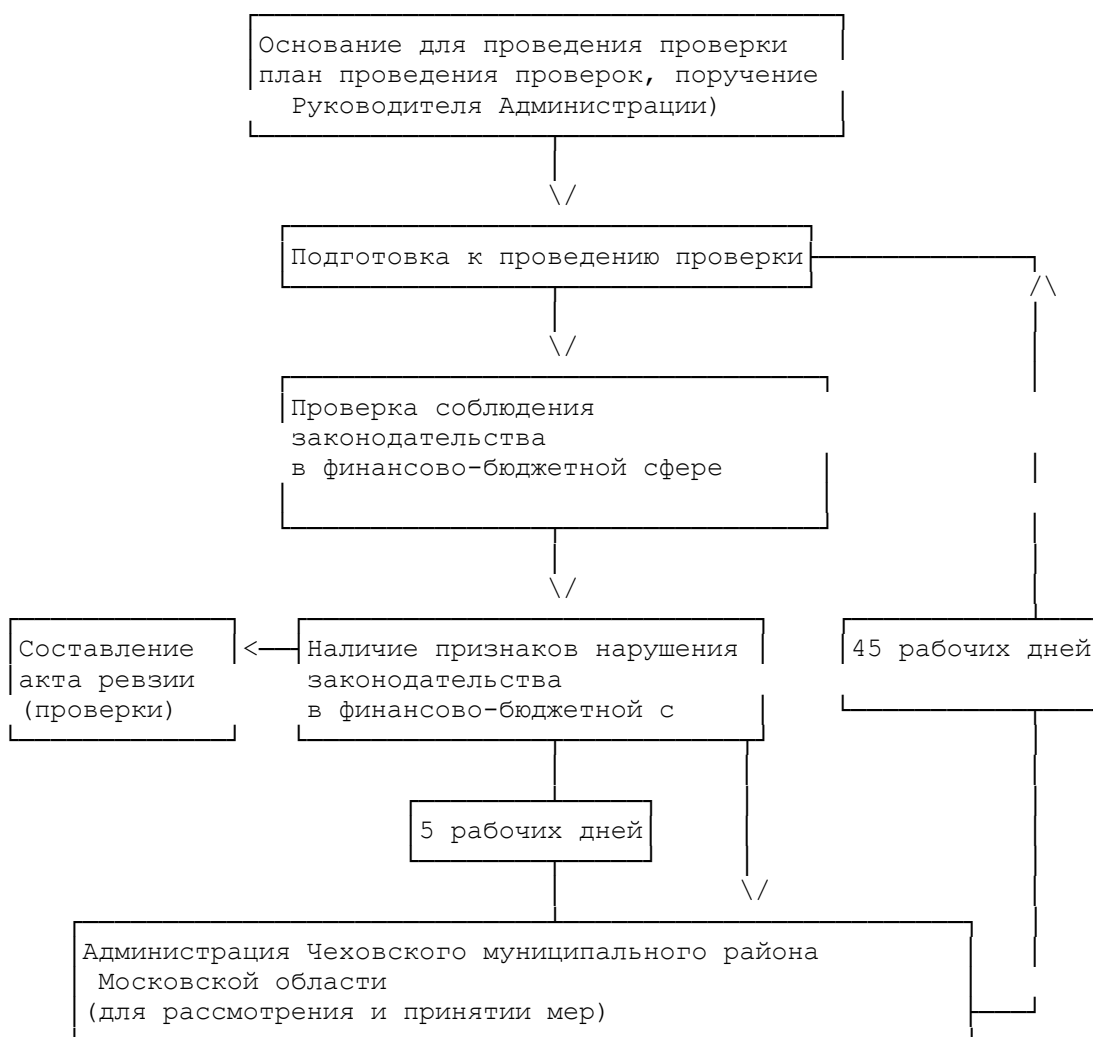 Основание для проведения проверки
план проведения проверок, поручение
Руководителя Администрации)
Подготовка к проведению проверки
Проверка соблюдения
законодательства
в финансово-бюджетной сфере
Составление
акта ревзии
(проверки)
Наличие признаков нарушения
законодательства
в финансово-бюджетной с
45 рабочих дней
5 рабочих дней
Администрация Чеховского муниципального района
Московской области
(для рассмотрения и принятии мер)